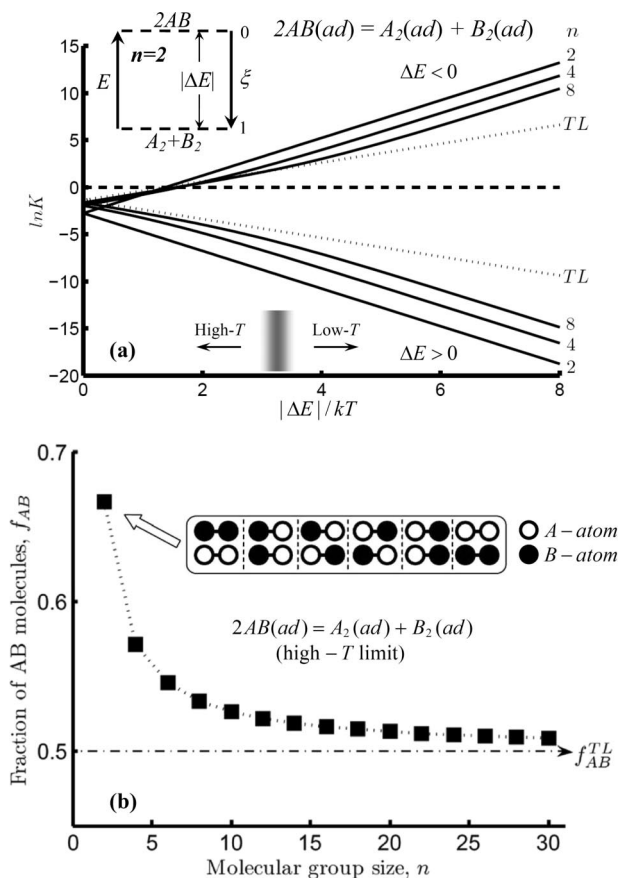 2AB
0
n=2
E
|ΔE|
ξ
1
A₂+B₂
2AB(ad) = A₂(ad) + B₂(ad)
n
ΔE < 0
2
4
8
TL
TL
8
4
2
15
10
5
0
−5
−10
−15
−20
lnK
High-T
Low-T
ΔE > 0
(a)
0
2
4
6
8
|ΔE|/kT
0.7
0.6
0.5
Fraction of AB molecules, f_AB
A−atom
B−atom
2AB(ad) = A₂(ad) + B₂(ad)
(high−T limit)
f_AB^TL
(b)
0
5
10
15
20
25
30
Molecular group size, n